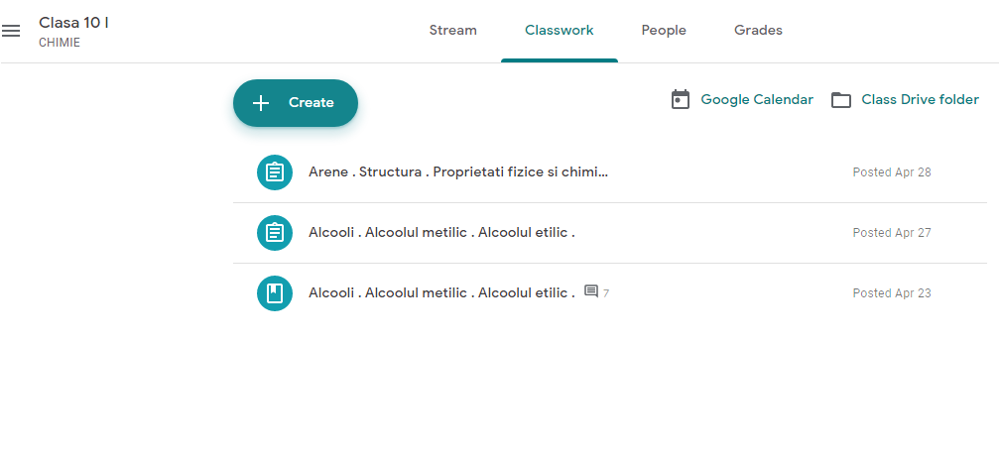 Clasa 10 I
CHIMIE
Stream
Classwork
People
Grades
Create
Google Calendar
Class Drive folder
Arene . Structura . Proprietati fizice si chimi...
Posted Apr 28
Alcooli . Alcoolul metilic . Alcoolul etilic .
Posted Apr 27
Alcooli . Alcoolul metilic . Alcoolul etilic . 7
Posted Apr 23